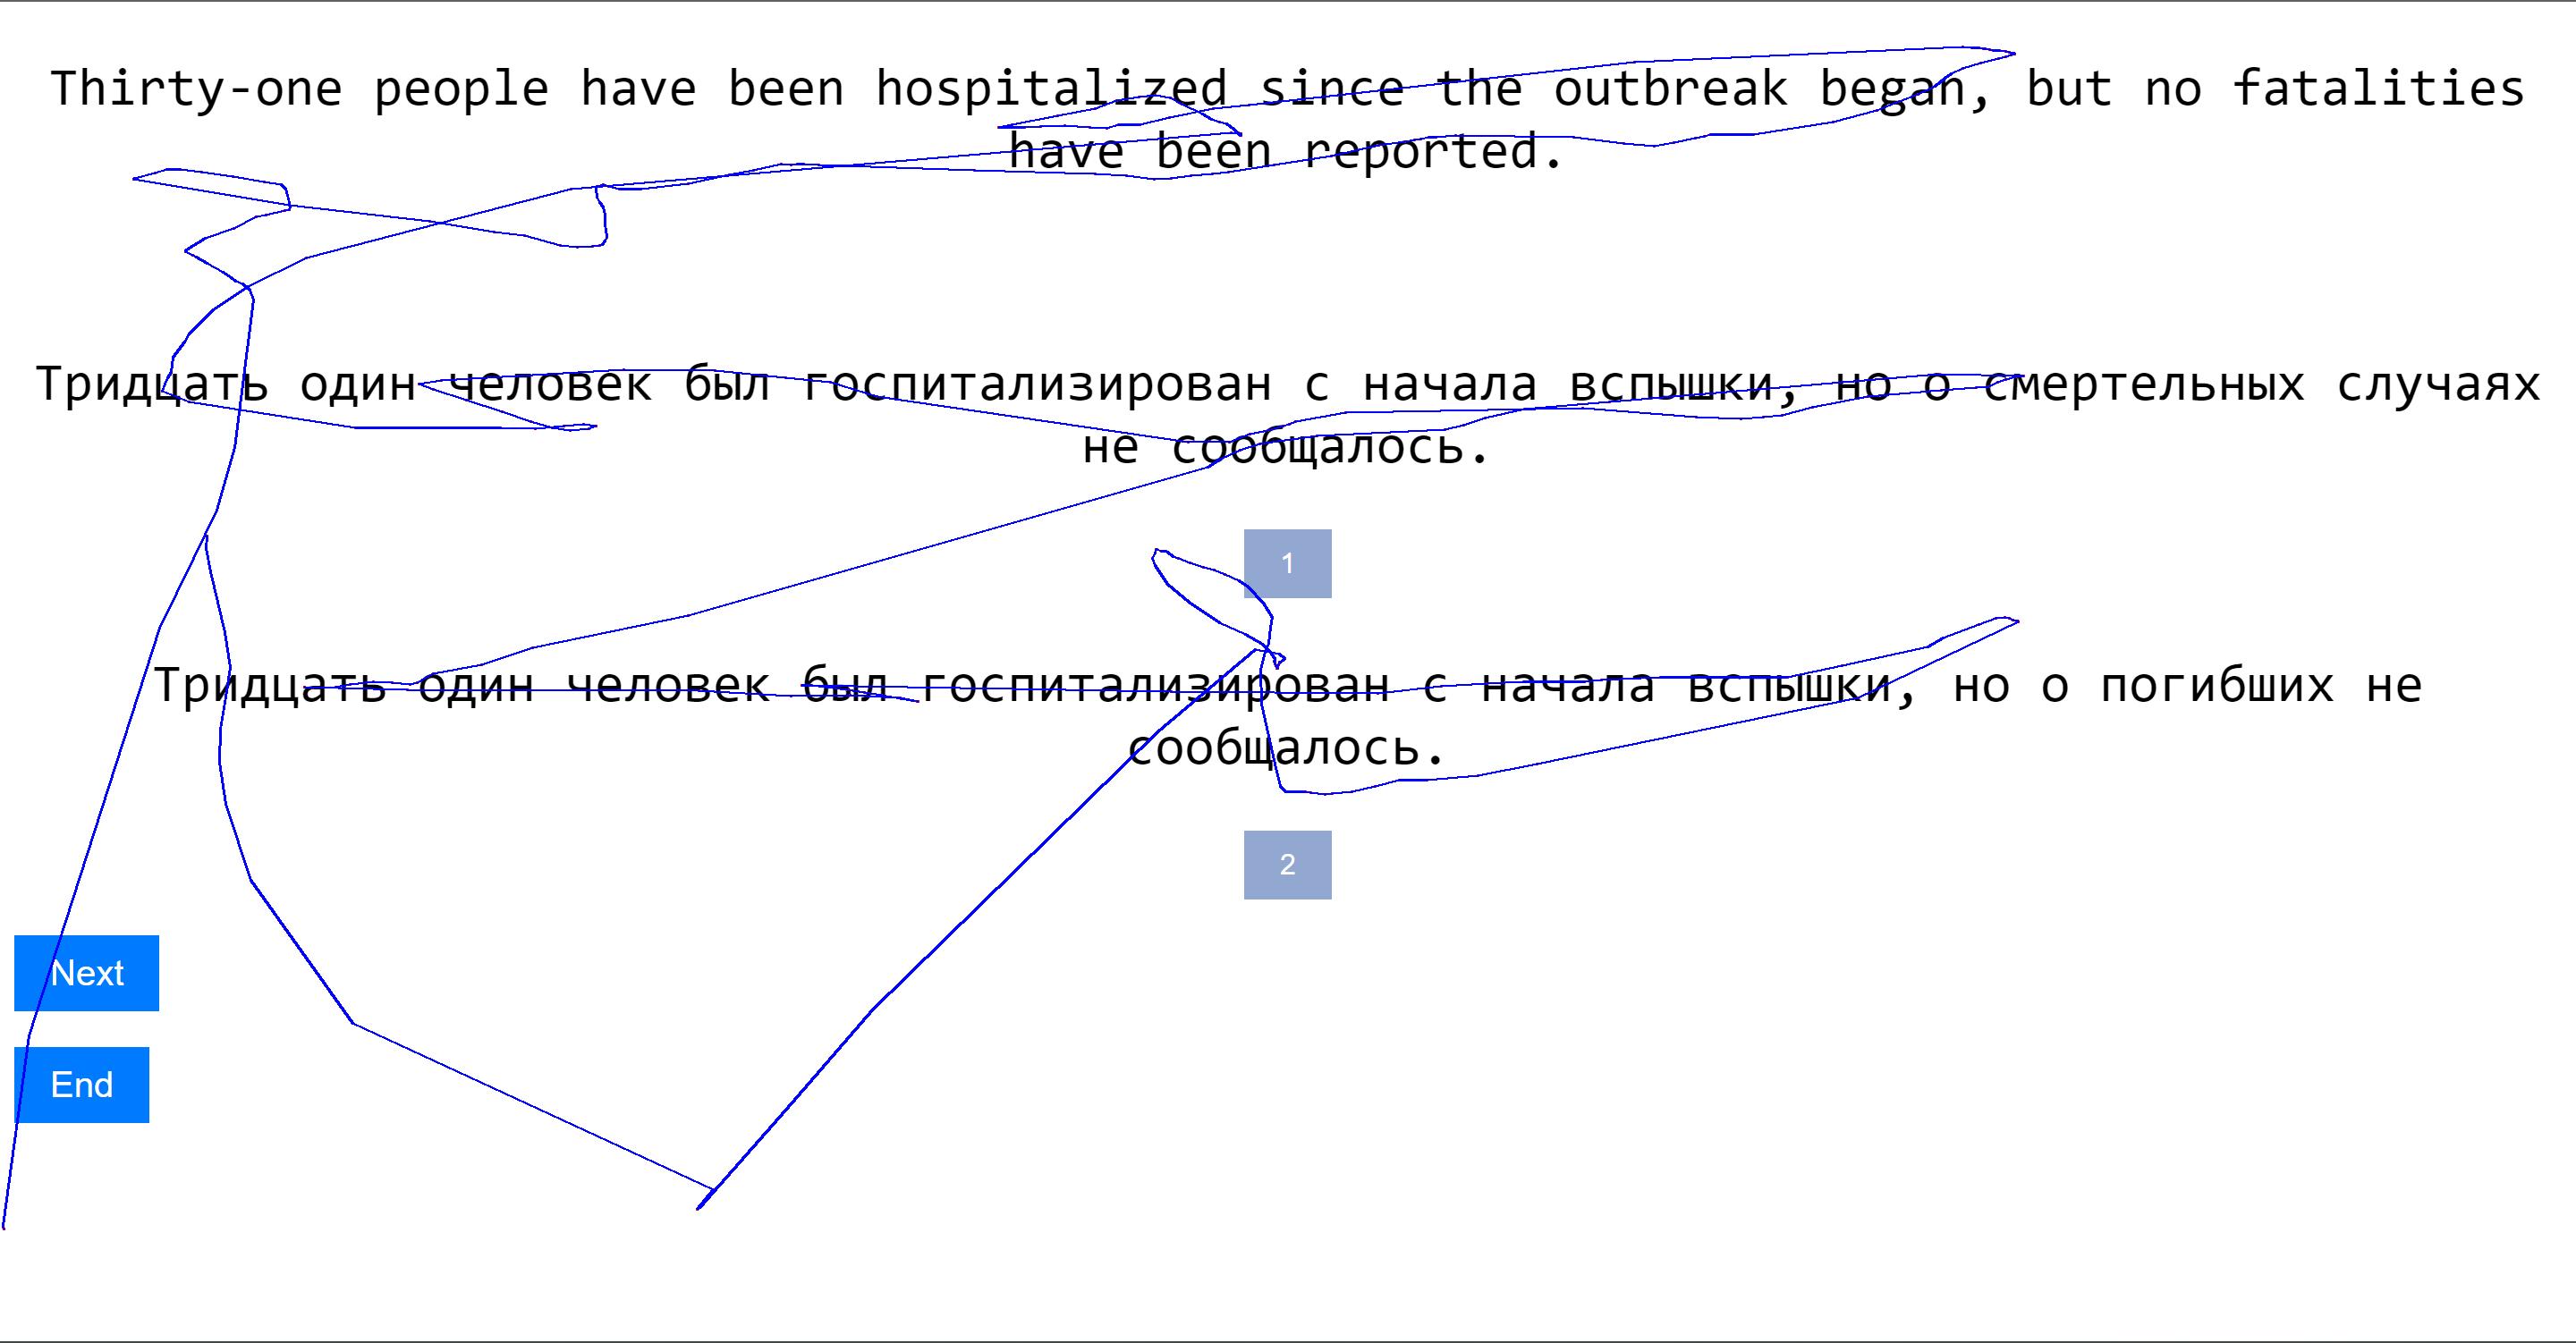 Thirty-one people have been hospitalized since the outbreak began, but no fatalities
have been reported.
Тридцать один человек был госпитализирован с начала вспышки, но о смертельных случаях
не сообщалось.
1
Тридцать один человек был госпитализирован с начала вспышки, но о погибших не
сообщалось.
2
Next
End